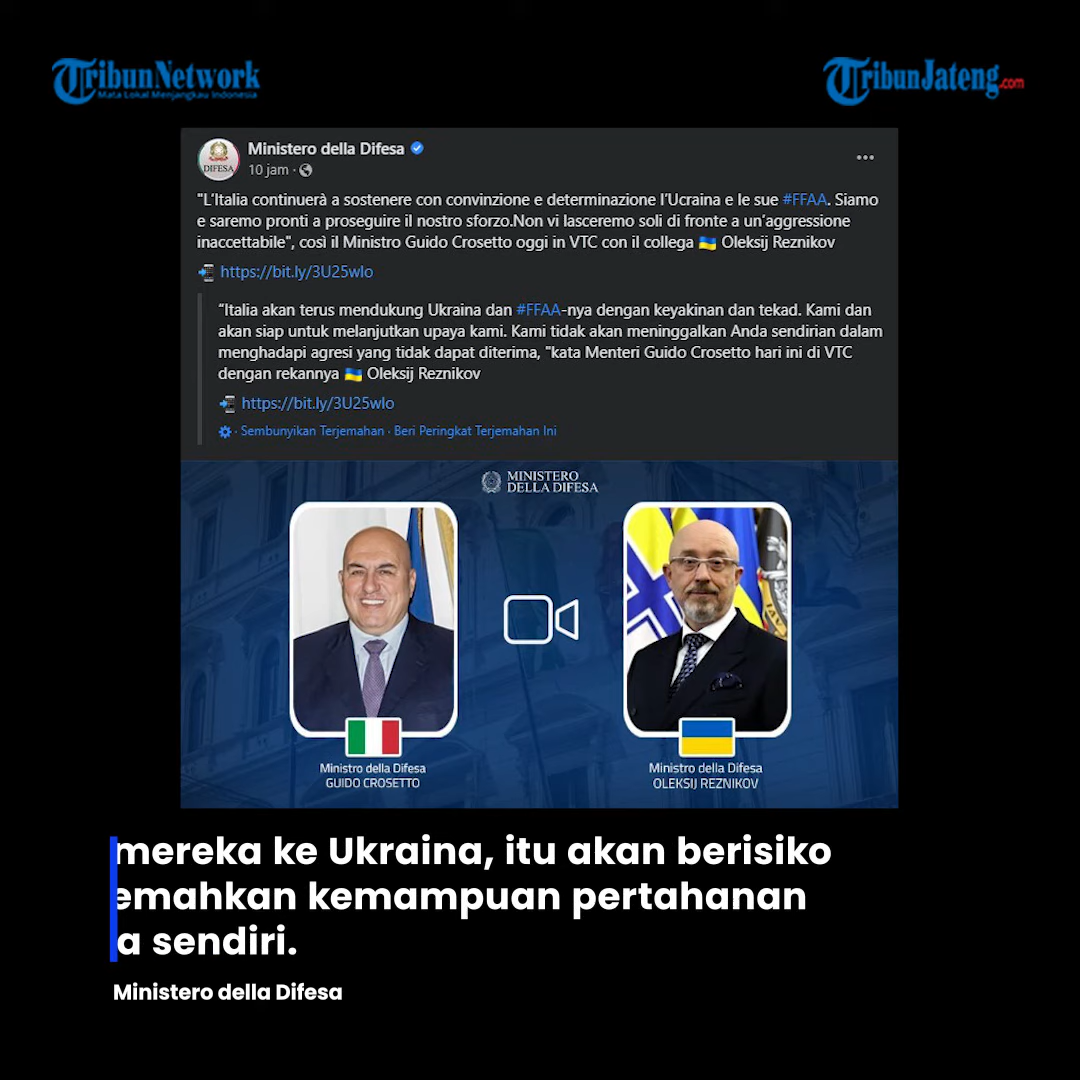 TribunNetwork
Mata Lokal Menjangkau Indonesia
TribunJateng.com
DIFESA
Ministero della Difesa
10 jam ·
"L'Italia continuerà a sostenere con convinzione e determinazione l'Ucraina e le sue #FFAA. Siamo
e saremo pronti a proseguire il nostro sforzo.Non vi lasceremo soli di fronte a un'aggressione
inaccettabile", così il Ministro Guido Crosetto oggi in VTC con il collega 🇺🇦 Oleksij Reznikov
📲 https://bit.ly/3U25wIo
"Italia akan terus mendukung Ukraina dan #FFAA-nya dengan keyakinan dan tekad. Kami dan
akan siap untuk melanjutkan upaya kami. Kami tidak akan meninggalkan Anda sendirian dalam
menghadapi agresi yang tidak dapat diterima, "kata Menteri Guido Crosetto hari ini di VTC
dengan rekannya 🇺🇦 Oleksij Reznikov
📲 https://bit.ly/3U25wIo
· Sembunyikan Terjemahan · Beri Peringkat Terjemahan Ini
MINISTERO
DELLA DIFESA
Ministro della Difesa
GUIDO CROSETTO
Ministro della Difesa
OLEKSIJ REZNIKOV
mereka ke Ukraina, itu akan berisiko
emahkan kemampuan pertahanan
a sendiri.
Ministero della Difesa